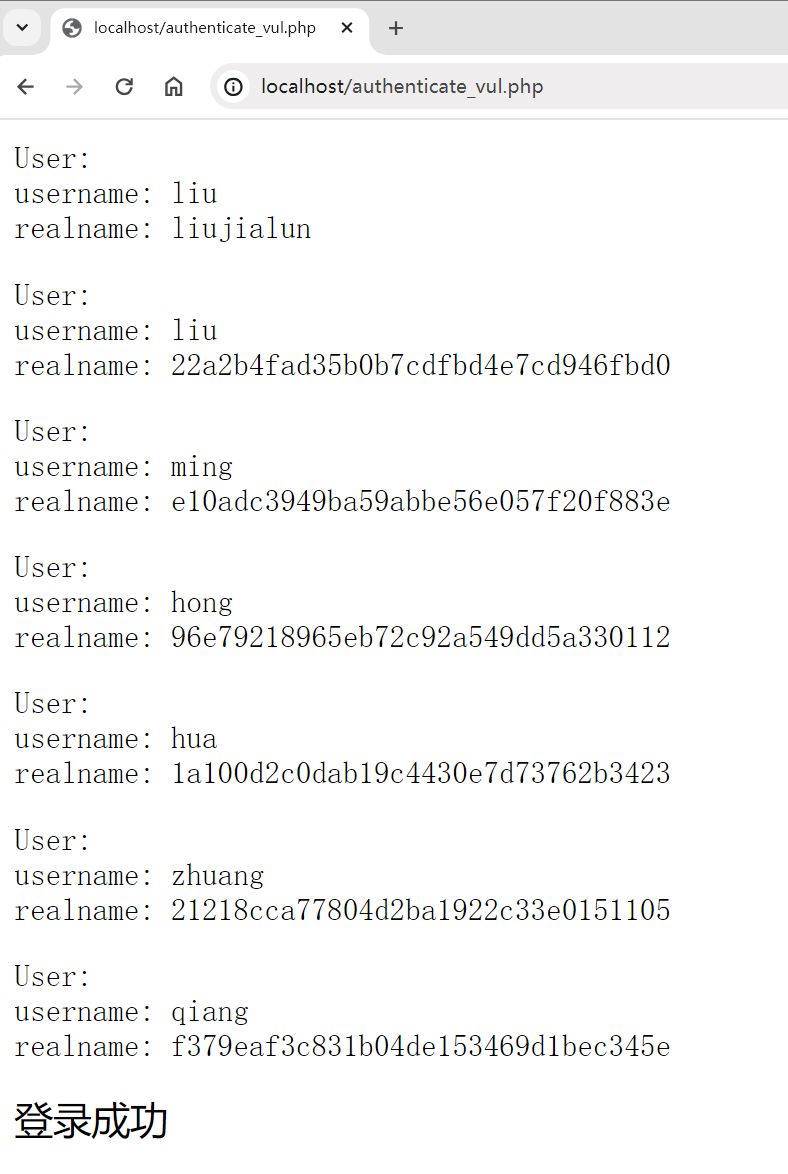 localhost/authenticate_vul.php
localhost/authenticate_vul.php
User:
username: liu
realname: liujialun
User:
username: liu
realname: 22a2b4fad35b0b7cdfbd4e7cd946fbd0
User:
username: ming
realname: e10adc3949ba59abbe56e057f20f883e
User:
username: hong
realname: 96e79218965eb72c92a549dd5a330112
User:
username: hua
realname: 1a100d2c0dab19c4430e7d73762b3423
User:
username: zhuang
realname: 21218cca77804d2ba1922c33e0151105
User:
username: qiang
realname: f379eaf3c831b04de153469d1bec345e
登录成功